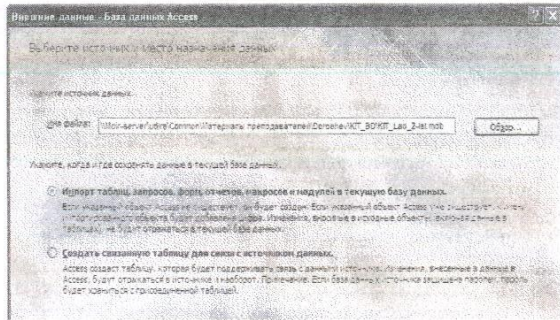 Внешние данные - База данных Access
Выберите источник и место назначения данных
Укажите источник данных.
Имя файла:
Обзор...
Укажите, когда и где сохранять данные в текущей базе данных.
Импорт таблиц, запросов, форм, отчетов, макросов и модулей в текущую базу данных.
Если указанный объект Access не существует, он будет создан. Если указанный объект Access уже существует, к имени
импортированного объекта будет добавлена цифра. Изменения, вносимые в исходные объекты, включая данные в
таблицах, не будут отражаться в текущей базе данных.
Создать связанную таблицу для связи с источником данных.
Access создаст таблицу, которая будет поддерживать связь с данными источника. Изменения, внесенные в данные в
Access, будут отражаться в источнике и наоборот. Примечание. Если база данных источника защищена паролем, пароль
будет храниться с присоединенной таблицей.